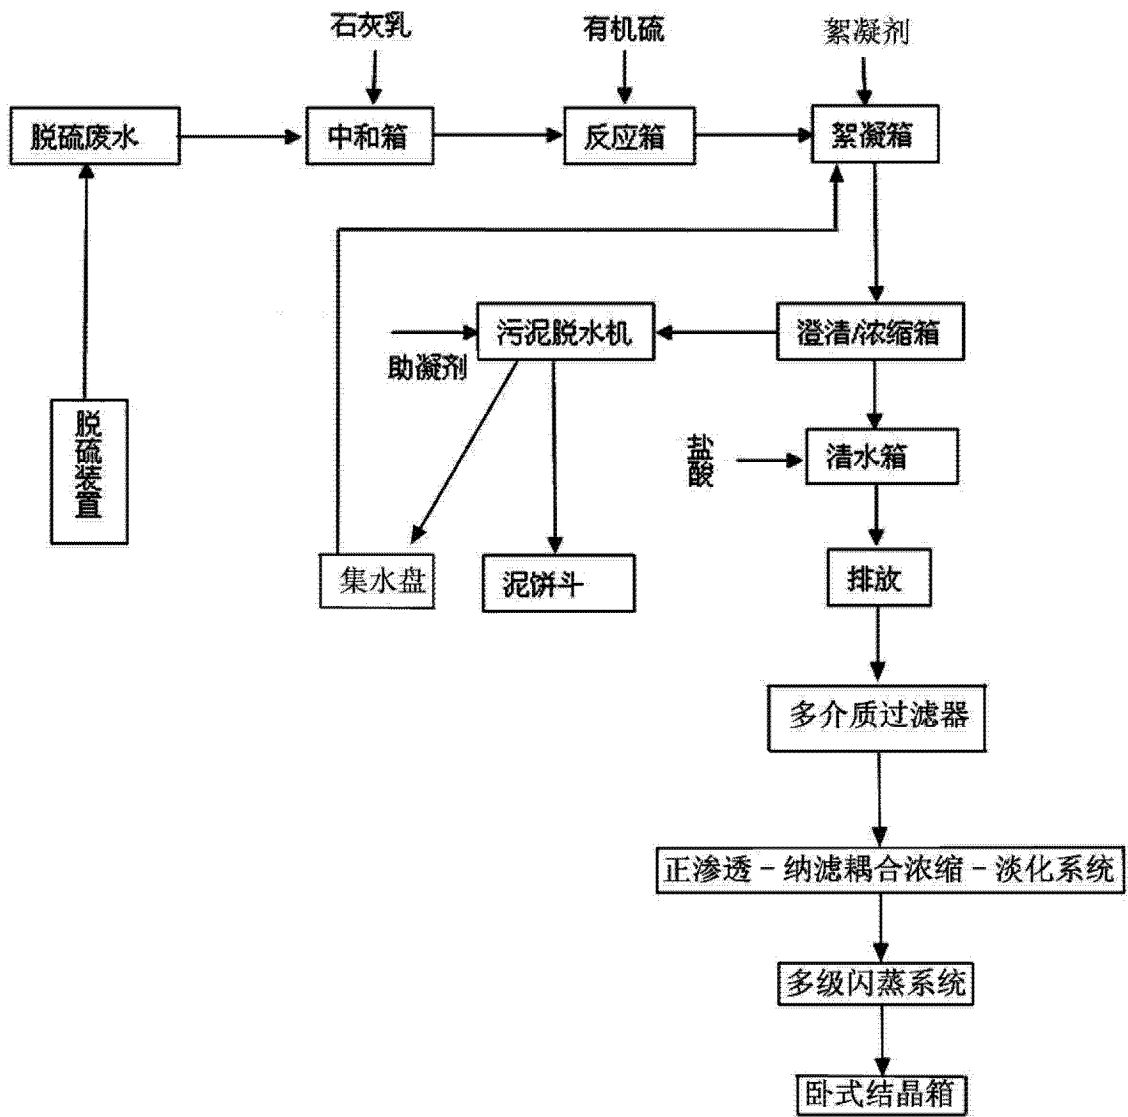 石灰乳
有机硫
絮凝剂
脱硫废水
中和箱
反应箱
絮凝箱
污泥脱水机
澄清/浓缩箱
助凝剂
脱硫装置
盐酸
清水箱
集水盘
泥饼斗
排放
多介质过滤器
正渗透－纳滤耦合浓缩－淡化系统
多级闪蒸系统
卧式结晶箱